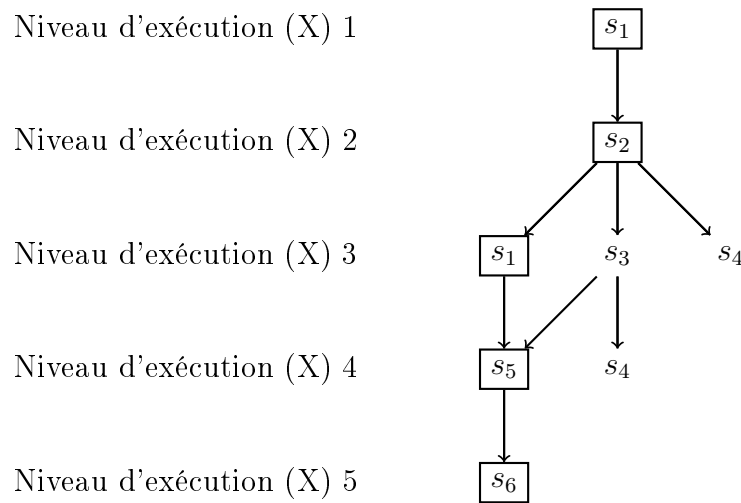 Niveau d'exécution (X) 1 s₁
Niveau d'exécution (X) 2 s₂
Niveau d'exécution (X) 3 s₁ s₃ s₄
Niveau d'exécution (X) 4 s₅ s₄
Niveau d'exécution (X) 5 s₆